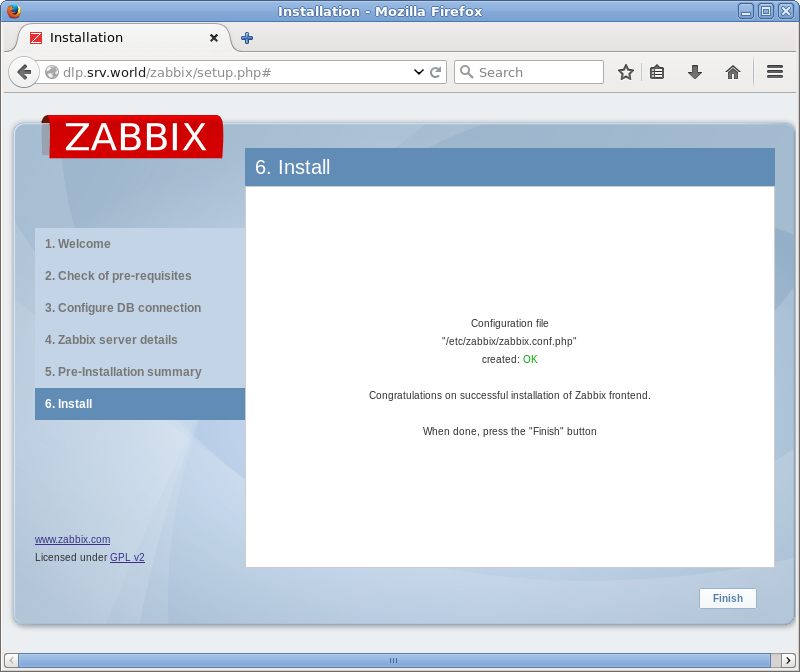 Installation - Mozilla Firefox
Installation
dlp.srv.world/zabbix/setup.php#
Search
ZABBIX
6. Install
1. Welcome
2. Check of pre-requisites
3. Configure DB connection
4. Zabbix server details
5. Pre-Installation summary
6. Install
Configuration file
"/etc/zabbix/zabbix.conf.php"
created: OK
Congratulations on successful installation of Zabbix frontend.
When done, press the "Finish" button
www.zabbix.com
Licensed under GPL v2
Finish